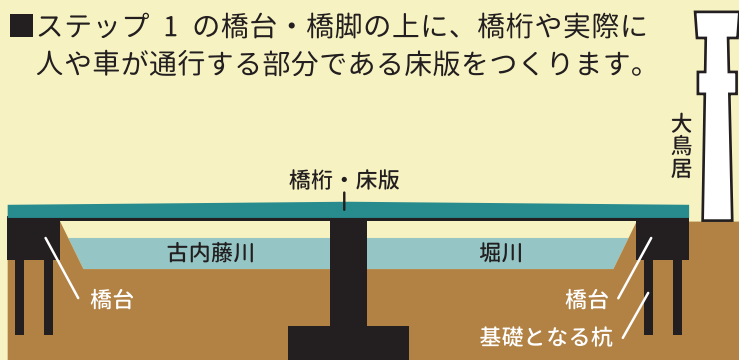 ■ステップ 1 の橋台・橋脚の上に、橋桁や実際に
人や車が通行する部分である床版をつくります。
大鳥居
橋桁・床版
古内藤川
堀川
橋台
橋台
基礎となる杭